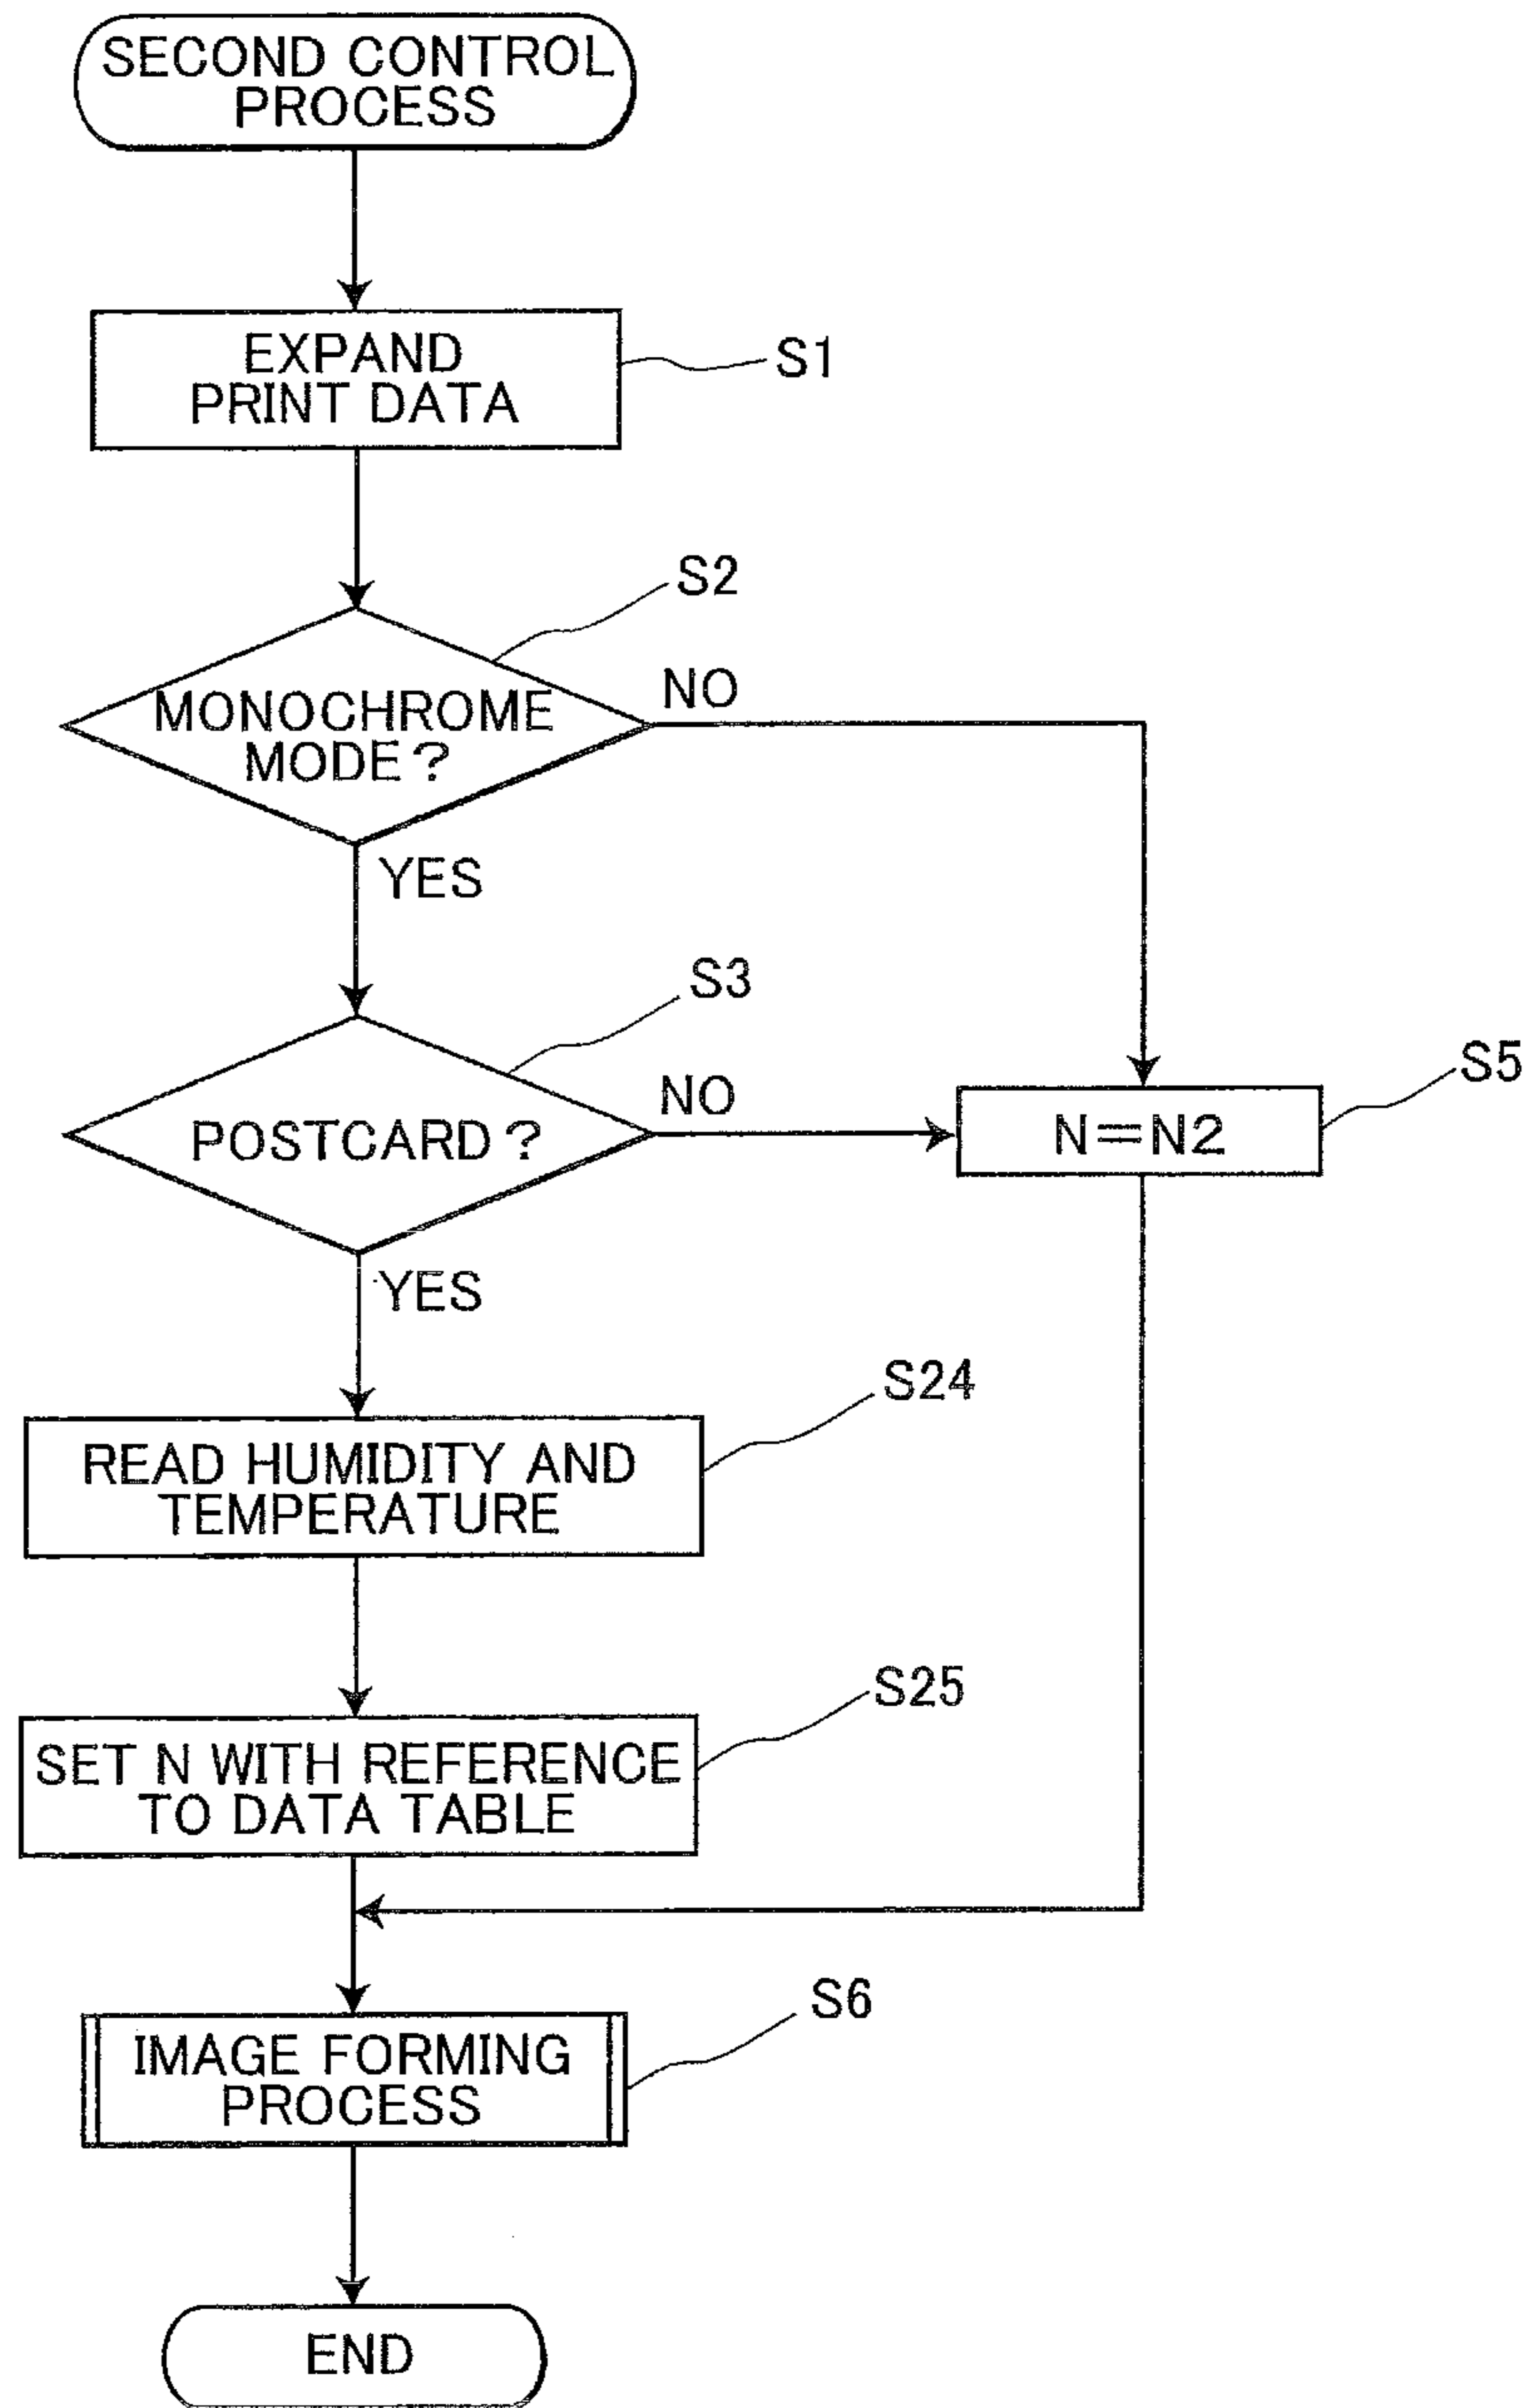 SECOND CONTROL
PROCESS
EXPAND
PRINT DATA
S1
S2
MONOCHROME
MODE?
NO
YES
S3
POSTCARD?
NO
N=N2
S5
YES
S24
READ HUMIDITY AND
TEMPERATURE
S25
SET N WITH REFERENCE
TO DATA TABLE
S6
IMAGE FORMING
PROCESS
END